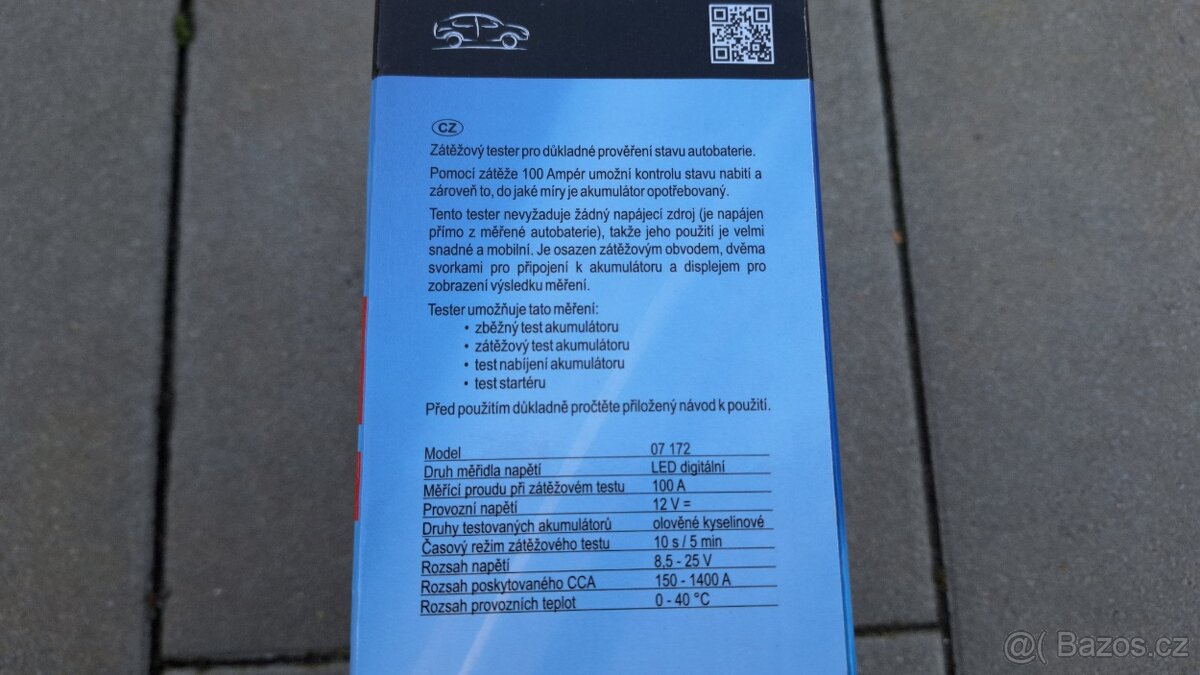 CZ
Zátěžový tester pro důkladné prověření stavu autobaterie.
Pomocí zátěže 100 Ampér umožní kontrolu stavu nabití a
zároveň to, do jaké míry je akumulátor opotřebovaný.
Tento tester nevyžaduje žádný napájecí zdroj (je napájen
přímo z měřené autobaterie), takže jeho použití je velmi
snadné a mobilní. Je osazen zátěžovým obvodem, dvěma
svorkami pro připojení k akumulátoru a displejem pro
zobrazení výsledku měření.
Tester umožňuje tato měření:
• zběžný test akumulátoru
• zátěžový test akumulátoru
• test nabíjení akumulátoru
• test startéru
Před použitím důkladně pročtěte přiložený návod k použití.
Model 07 172
Druh měřidla napětí LED digitální
Měřící proudu při zátěžovém testu 100 A
Provozní napětí 12 V =
Druhy testovaných akumulátorů olověné kyselinové
Časový režim zátěžového testu 10 s / 5 min
Rozsah napětí 8,5 - 25 V
Rozsah poskytovaného CCA 150 - 1400 A
Rozsah provozních teplot 0 - 40 °C
@( Bazos.cz